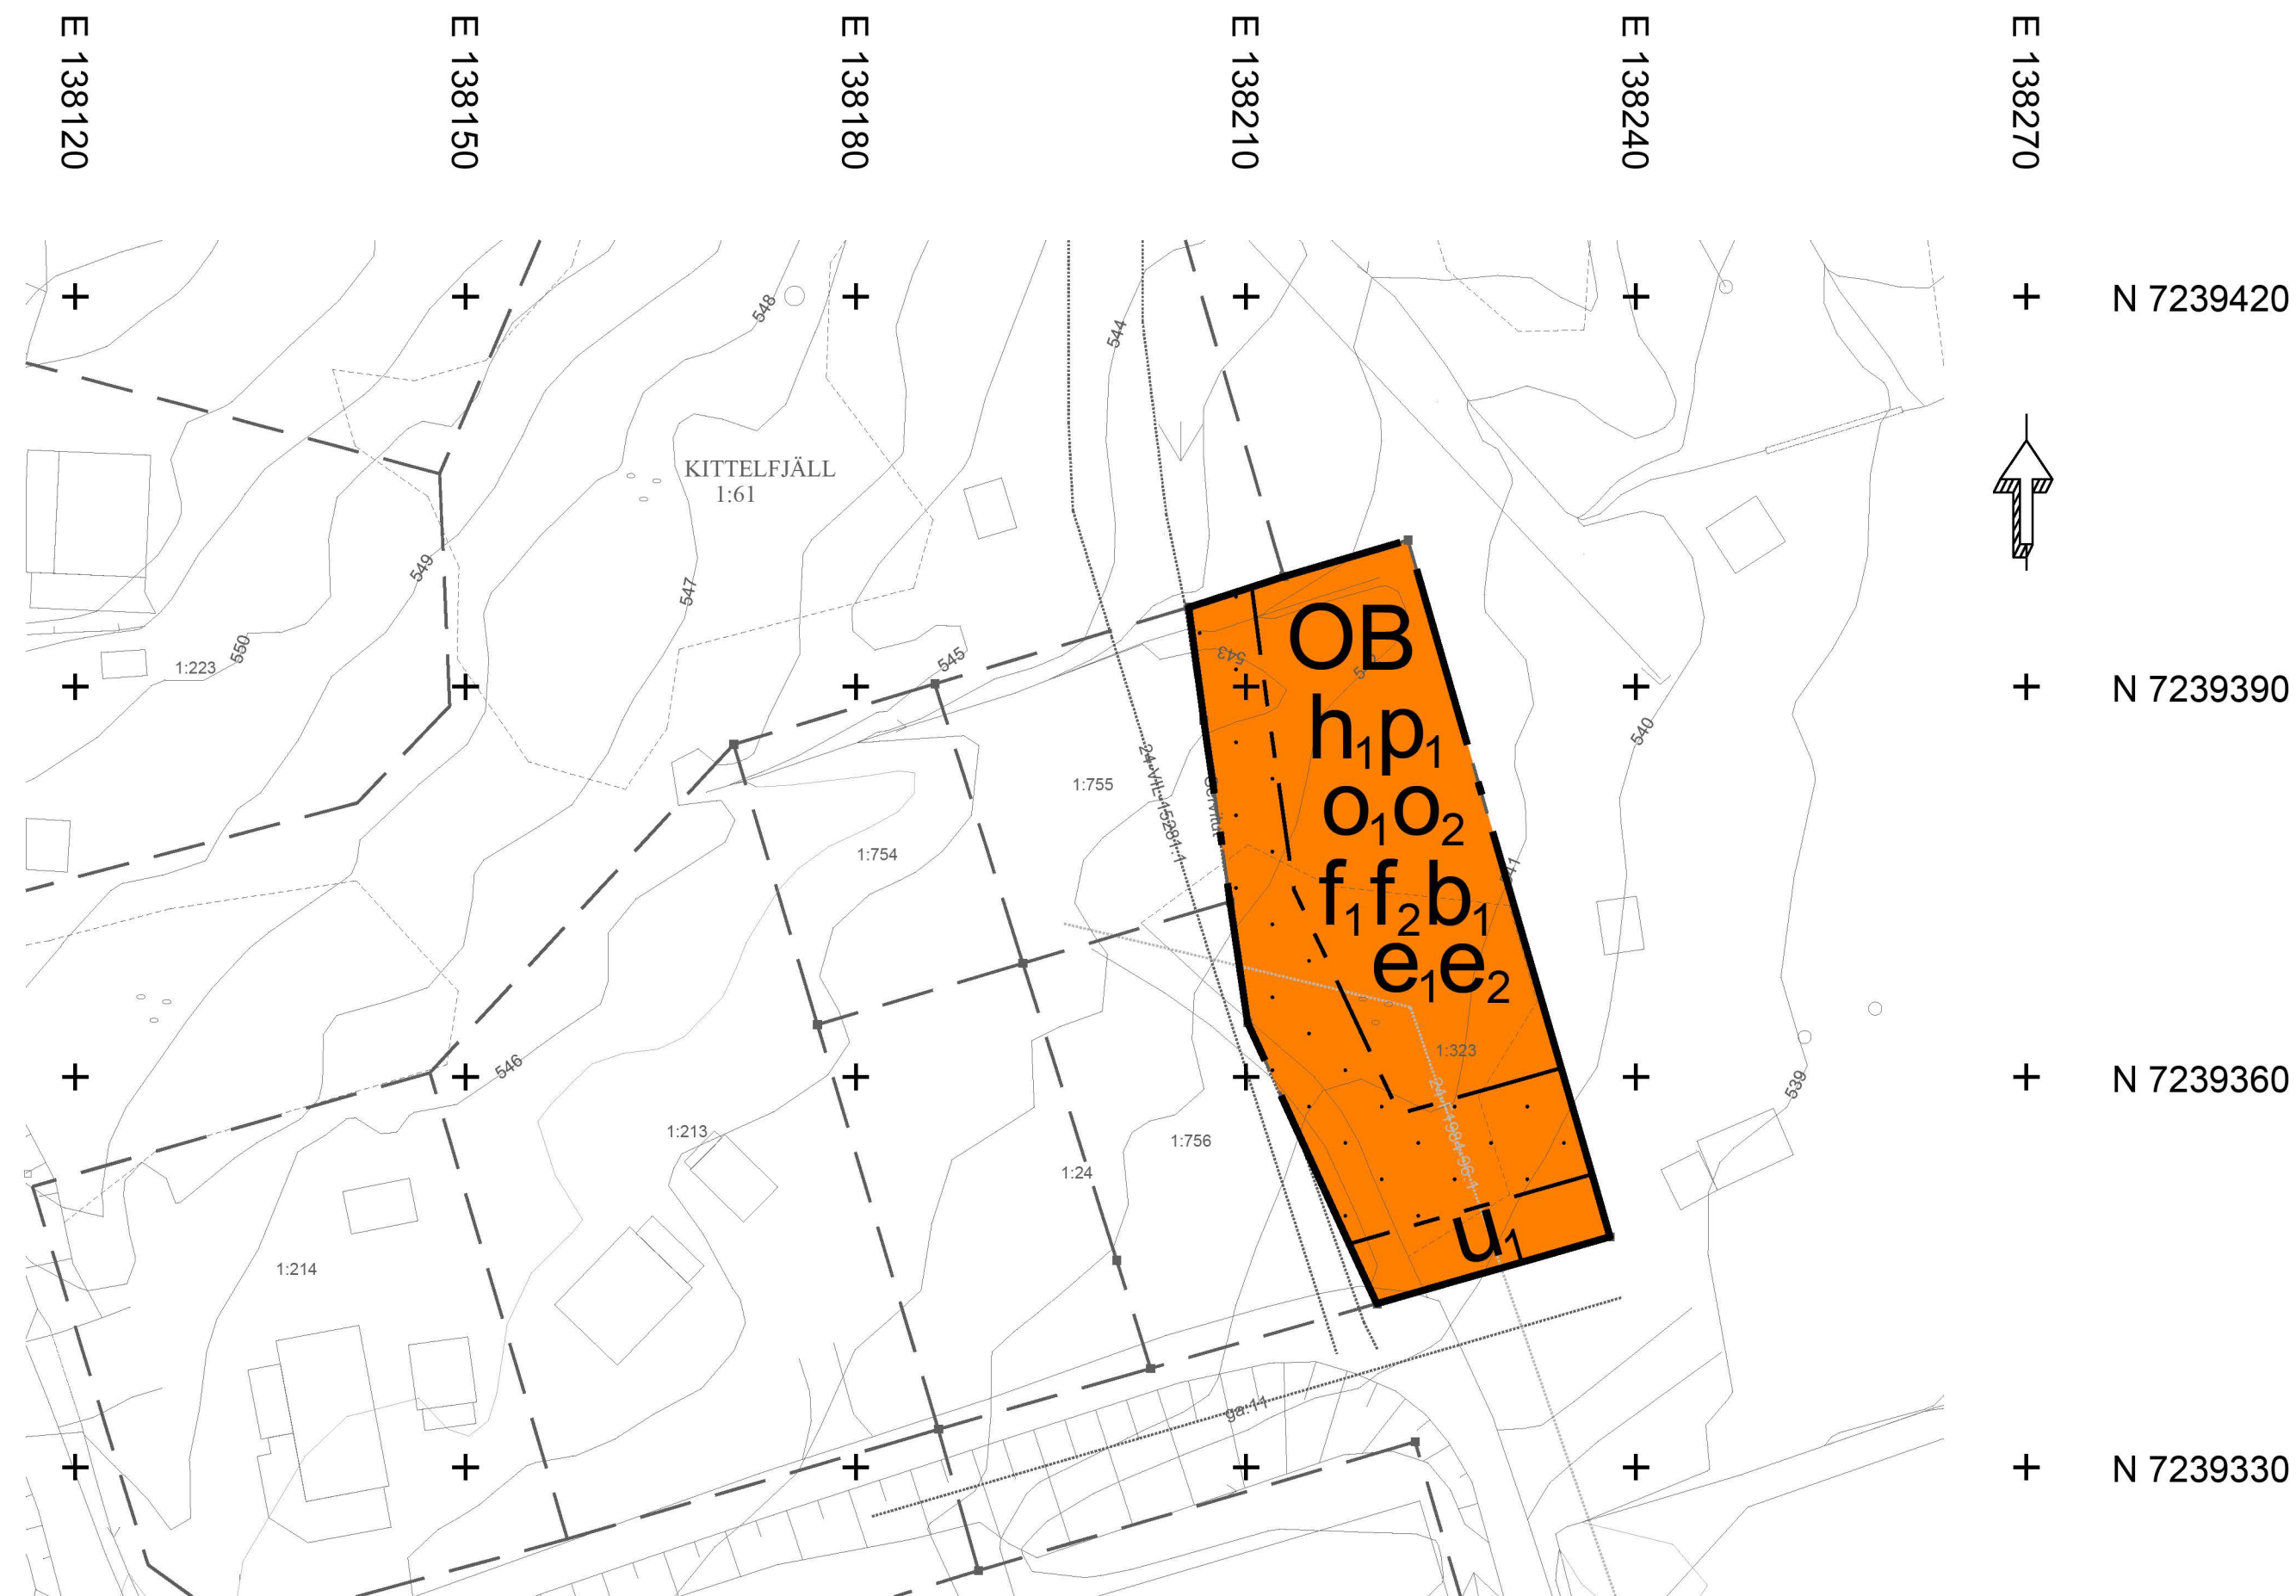 E 138120
E 138150
E 138180
E 138210
E 138240
E 138270
N 7239420
548
544
KITTELFJÄLL
1:61
549
547
550
1:223
545
543
OB
N 7239390
h₁p₁
540
1:755
o₁o₂
1:754
f₁f₂b₁
e₁e₂
1:323
546
N 7239360
539
1:213
1:756
1:24
u₁
1:214
ga:14
N 7239330